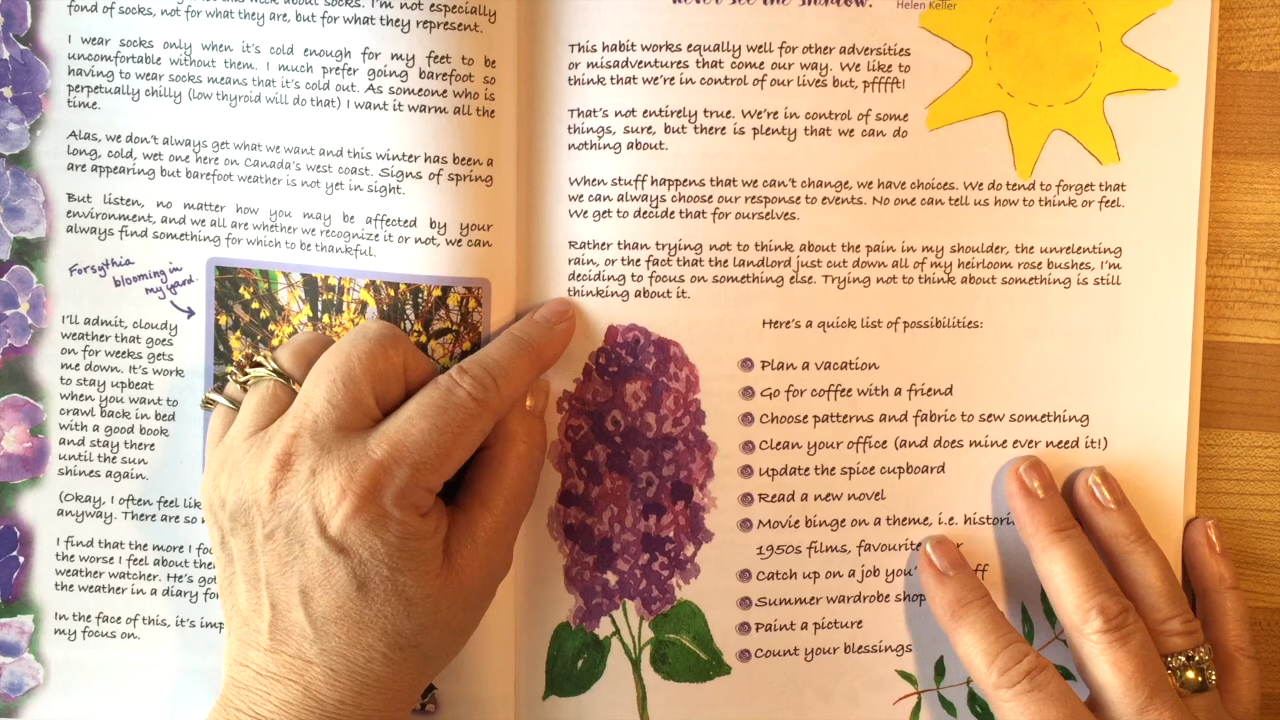 not this week about socks. I'm not especially
fond of socks, not for what they are, but for what they represent.
I wear socks only when it's cold enough for my feet to be
uncomfortable without them. I much prefer going barefoot so
having to wear socks means that it's cold out. As someone who is
perpetually chilly (low thyroid will do that) I want it warm all the
time.
Alas, we don't always get what we want and this winter has been a
long, cold, wet one here on Canada's west coast. Signs of spring
are appearing but barefoot weather is not yet in sight.
But listen, no matter how you may be affected by your
environment, and we all are whether we recognize it or not, we can
always find something for which to be thankful.
Forsythia
blooming in
my yard.
I'll admit, cloudy
weather that goes
on for weeks gets
me down. It's work
to stay upbeat
when you want to
crawl back in bed
with a good book
and stay there
until the sun
shines again.
(Okay, I often feel
anyway. There are so
I find that the more I
the worse I feel about
weather watcher. He's got
the weather in a diary
In the face of this, it's
my focus on.
never see the shadow.
Helen Keller
This habit works equally well for other adversities
or misadventures that come our way. We like to
think that we're in control of our lives but, pfffft!
That's not entirely true. We're in control of some
things, sure, but there is plenty that we can do
nothing about.
When stuff happens that we can't change, we have choices. We do tend to forget that
we can always choose our response to events. No one can tell us how to think or feel.
We get to decide that for ourselves.
Rather than trying not to think about the pain in my shoulder, the unrelenting
rain, or the fact that the landlord just cut down all of my heirloom rose bushes, I'm
deciding to focus on something else. Trying not to think about something is still
thinking about it.
Here's a quick list of possibilities:
Plan a vacation
Go for coffee with a friend
Choose patterns and fabric to sew something
Clean your office (and does mine ever need it!)
Update the spice cupboard
Read a new novel
Movie binge on a theme, i.e.
1950s films, favourite
Catch up on a job
Summer wardrobe
Paint a picture
Count your blessings